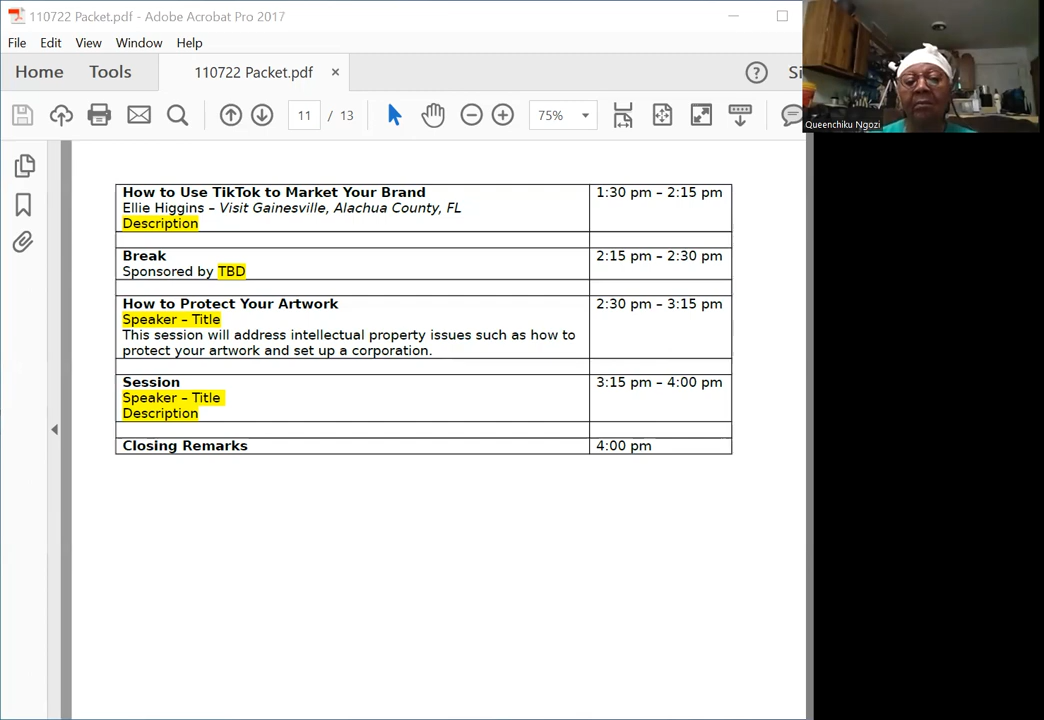 110722 Packet.pdf - Adobe Acrobat Pro 2017
File Edit View Window Help
Home Tools 110722 Packet.pdf × ? Si
11 / 13 75%
Queenchiku Ngozi
How to Use TikTok to Market Your Brand 1:30 pm – 2:15 pm
Ellie Higgins – Visit Gainesville, Alachua County, FL
Description
Break 2:15 pm – 2:30 pm
Sponsored by TBD
How to Protect Your Artwork 2:30 pm – 3:15 pm
Speaker – Title
This session will address intellectual property issues such as how to
protect your artwork and set up a corporation.
Session 3:15 pm – 4:00 pm
Speaker – Title
Description
Closing Remarks 4:00 pm